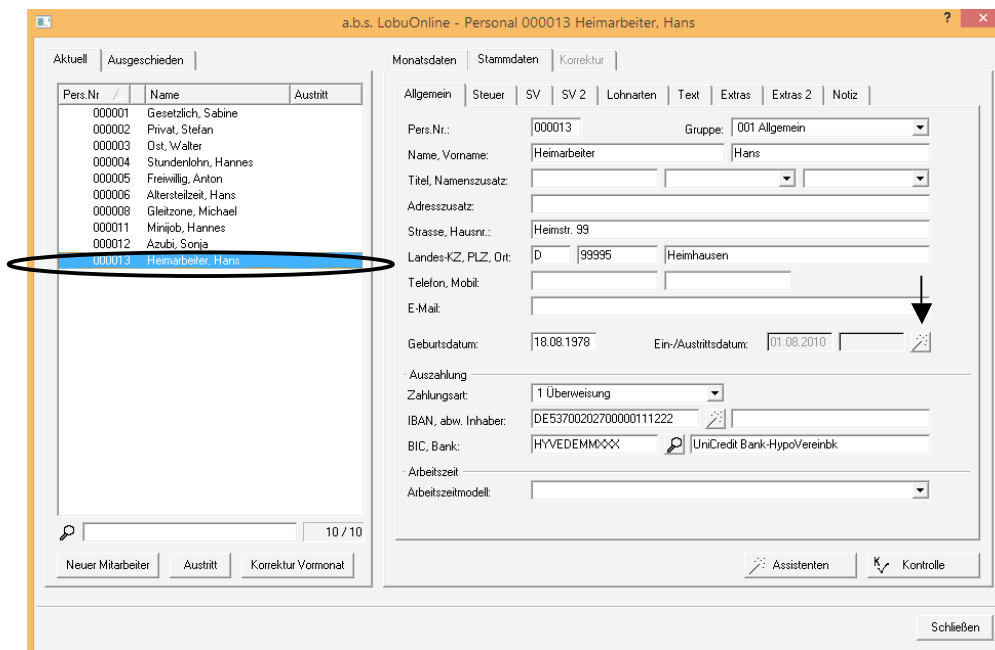 a.b.s. LobuOnline - Personal 000013 Heimarbeiter, Hans ?
Aktuell Ausgeschieden
Pers.Nr Name Austritt
000001 Gesetzlich, Sabine
000002 Privat, Stefan
000003 Ost, Walter
000004 Stundenlohn, Hannes
000005 Freiwillig, Anton
000006 Altersteilzeit, Hans
000008 Gleitzone, Michael
000011 Minijob, Hannes
000012 Azubi, Sonja
000013 Heimarbeiter, Hans
10 / 10
Neuer Mitarbeiter Austritt Korrektur Vormonat
Monatsdaten Stammdaten Korrektur
Allgemein Steuer SV SV 2 Lohnarten Text Extras Extras 2 Notiz
Pers.Nr.: 000013 Gruppe: 001 Allgemein
Name, Vorname: Heimarbeiter Hans
Titel, Namenszusatz:
Adresszusatz:
Strasse, Hausnr.: Heimstr. 99
Landes-KZ, PLZ, Ort: D 99995 Heimhausen
Telefon, Mobil:
E-Mail:
Geburtsdatum: 18.08.1978 Ein-/Austrittsdatum: 01.08.2010
Auszahlung
Zahlungsart: 1 Überweisung
IBAN, abw. Inhaber: DE53700202700000111222
BIC, Bank: HYVEDEMMXXX UniCredit Bank-HypoVereinbk
Arbeitszeit
Arbeitszeitmodell:
Assistenten K Kontrolle
Schließen